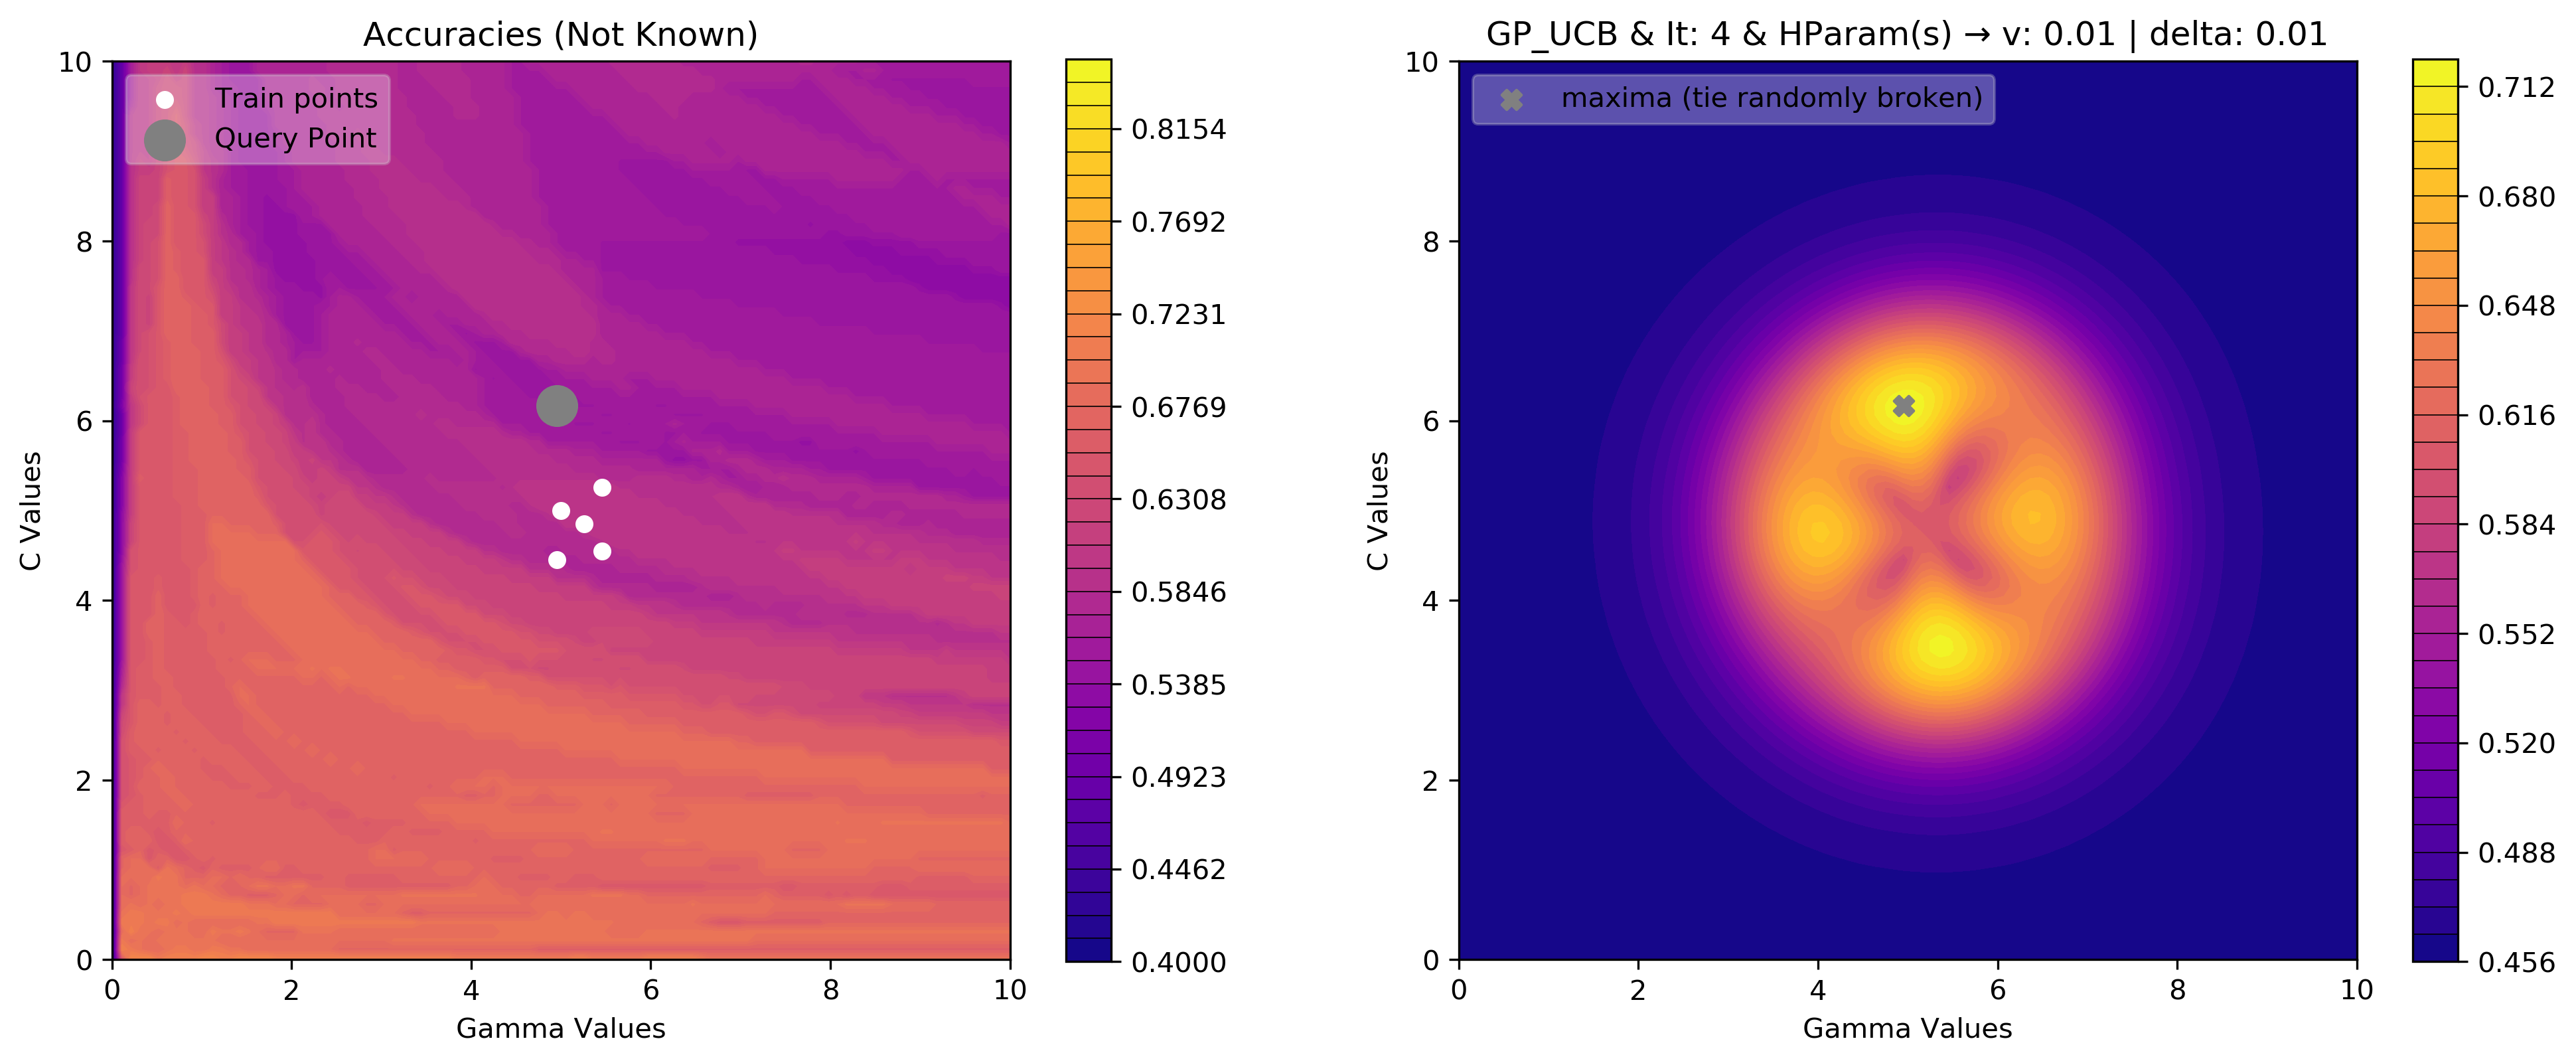 Accuracies (Not Known)
Train points
Query Point
10
8
6
4
2
0
C Values
0 2 4 6 8 10
Gamma Values
0.8154
0.7692
0.7231
0.6769
0.6308
0.5846
0.5385
0.4923
0.4462
0.4000
GP_UCB & It: 4 & HParam(s) → v: 0.01 | delta: 0.01
maxima (tie randomly broken)
10
8
6
4
2
0
C Values
0 2 4 6 8 10
Gamma Values
0.712
0.680
0.648
0.616
0.584
0.552
0.520
0.488
0.456